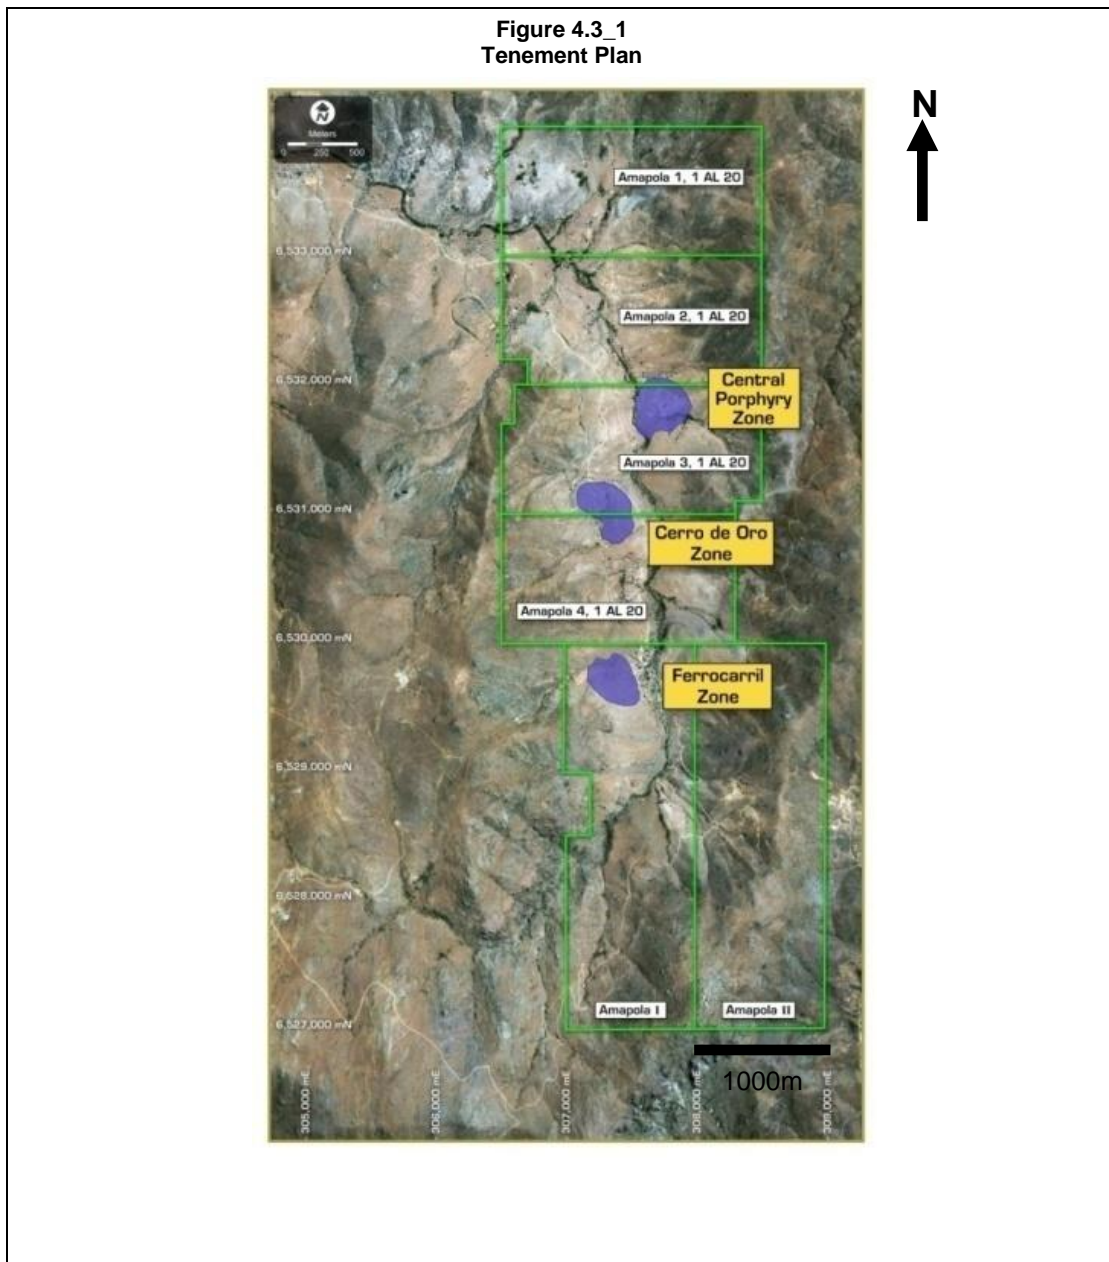 Figure 4.3_1
Tenement Plan
N
N
Meters
0 250 500
Amapola 1, 1 AL 20
6,533,000 mN
Amapola 2, 1 AL 20
6,532,000 mN
Central
Porphyry
Zone
Amapola 3, 1 AL 20
6,531,000 mN
Cerro de Oro
Zone
Amapola 4, 1 AL 20
6,530,000 mN
Ferrocarril
Zone
6,529,000 mN
6,528,000 mN
Amapola I
Amapola II
6,527,000 mN
1000m
305,000 mE
306,000 mE
307,000 mE
308,000 mE
309,000 mE